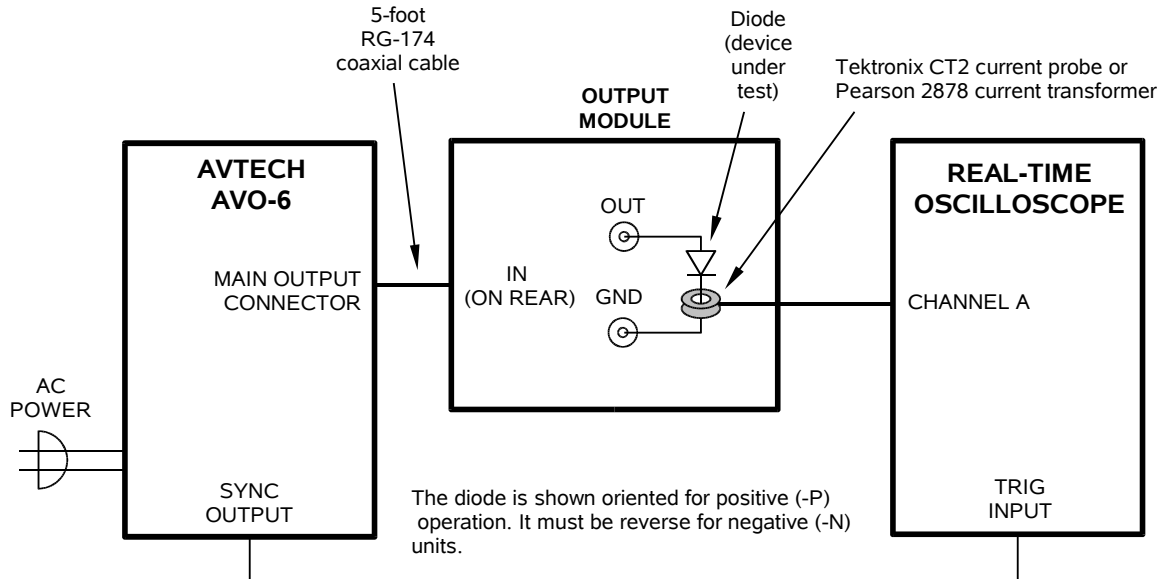 5-foot
RG-174
coaxial cable
Diode
(device
under
test)
Tektronix CT2 current probe or
Pearson 2878 current transformer
OUTPUT
MODULE
AVTECH
AVO-6
REAL-TIME
OSCILLOSCOPE
OUT
MAIN OUTPUT
CONNECTOR
IN
(ON REAR)
GND
CHANNEL A
AC
POWER
SYNC
OUTPUT
The diode is shown oriented for positive (-P)
operation. It must be reverse for negative (-N)
units.
TRIG
INPUT